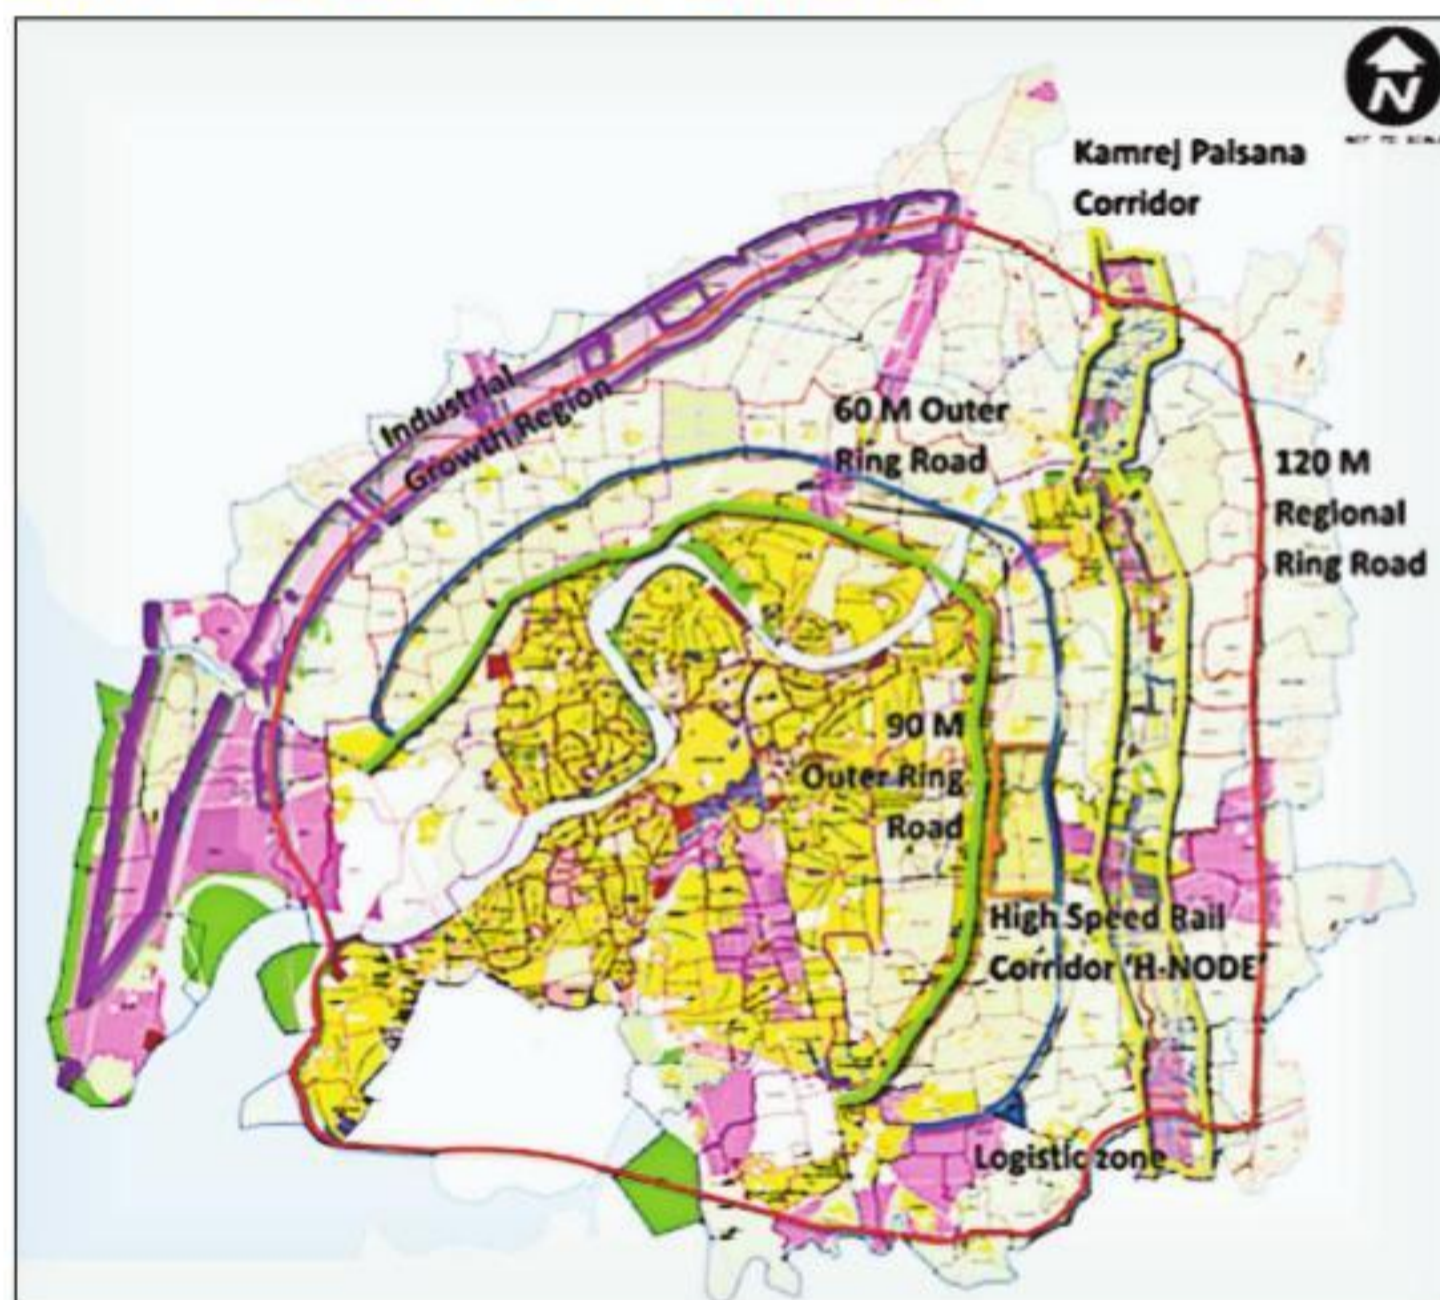 N
Kamrej Palsana
Corridor
Industrial
Growth Region
60 M Outer
Ring Road
120 M
Regional
Ring Road
90 M
Outer Ring
Road
High Speed Rail
Corridor ‘H-NODE’
Logistic zone